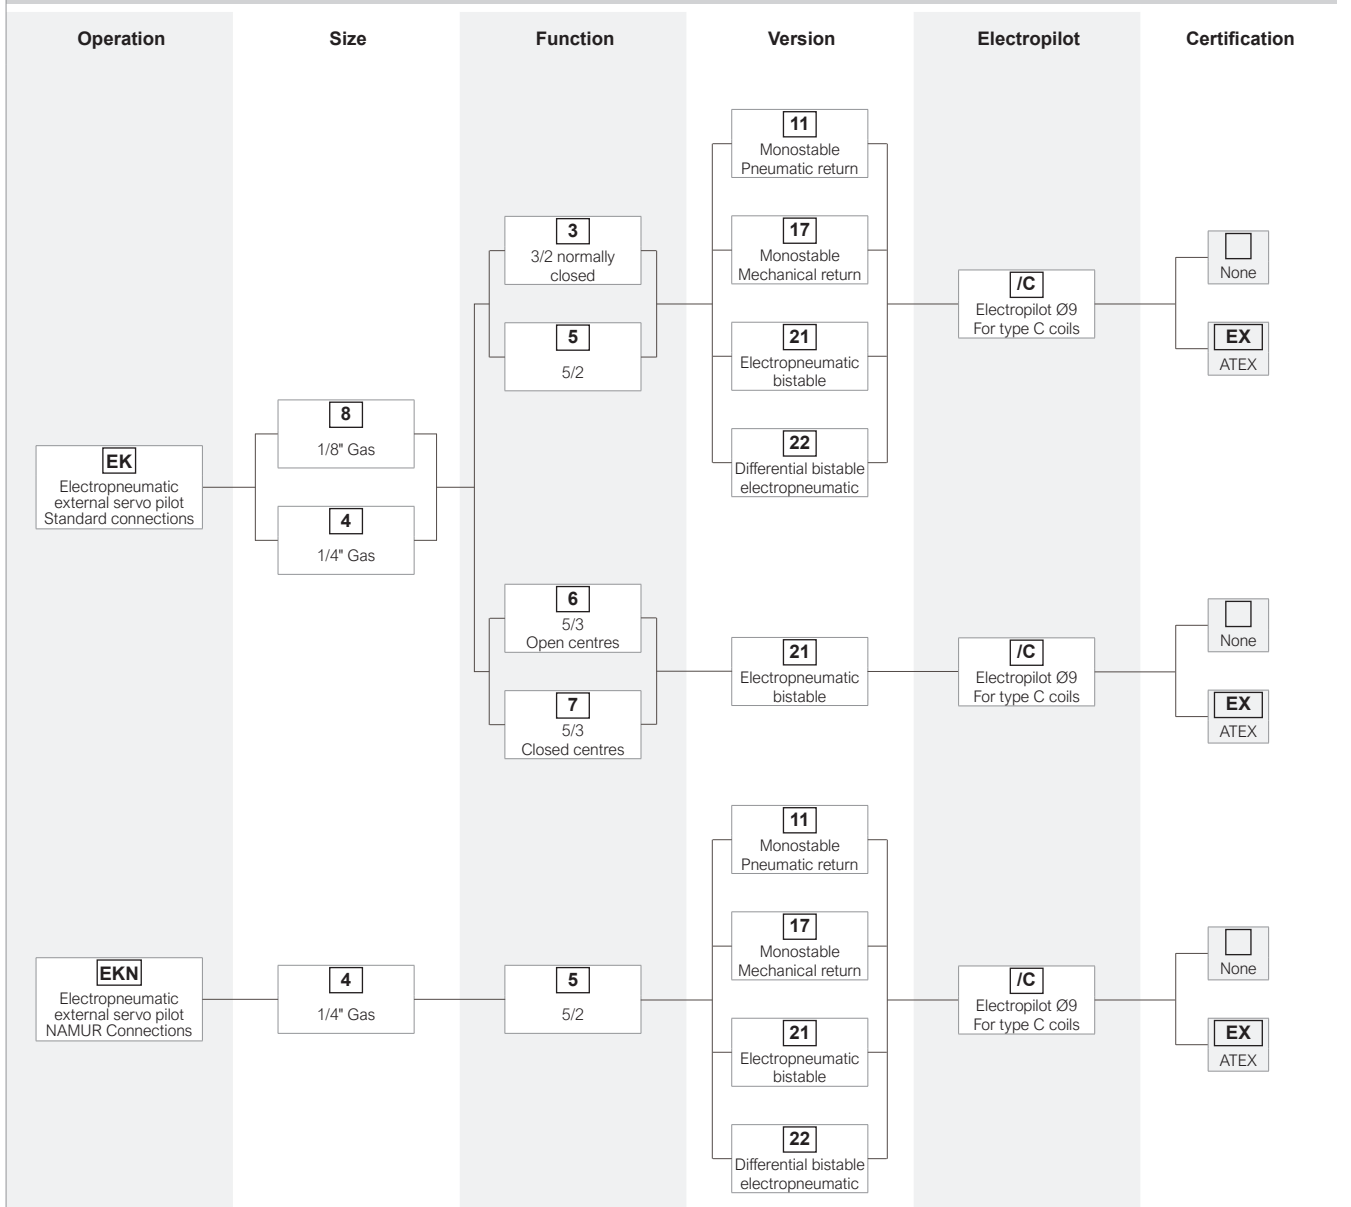 Operation
Size
Function
Version
Electropilot
Certification
EK
Electropneumatic
external servo pilot
Standard connections
8
1/8" Gas
4
1/4" Gas
3
3/2 normally
closed
5
5/2
11
Monostable
Pneumatic return
17
Monostable
Mechanical return
21
Electropneumatic
bistable
22
Differential bistable
electropneumatic
/C
Electropilot Ø9
For type C coils
None
EX
ATEX
6
5/3
Open centres
7
5/3
Closed centres
21
Electropneumatic
bistable
/C
Electropilot Ø9
For type C coils
None
EX
ATEX
EKN
Electropneumatic
external servo pilot
NAMUR Connections
4
1/4" Gas
5
5/2
11
Monostable
Pneumatic return
17
Monostable
Mechanical return
21
Electropneumatic
bistable
22
Differential bistable
electropneumatic
/C
Electropilot Ø9
For type C coils
None
EX
ATEX